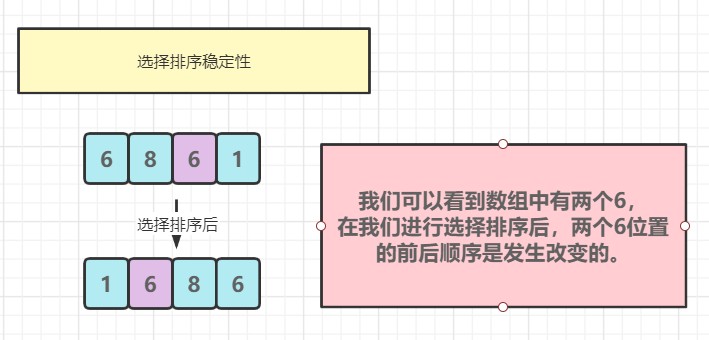 选择排序稳定性
6 8 6 1
选择排序后
1 6 8 6
我们可以看到数组中有两个6，
在我们进行选择排序后，两个6位置
的前后顺序是发生改变的。